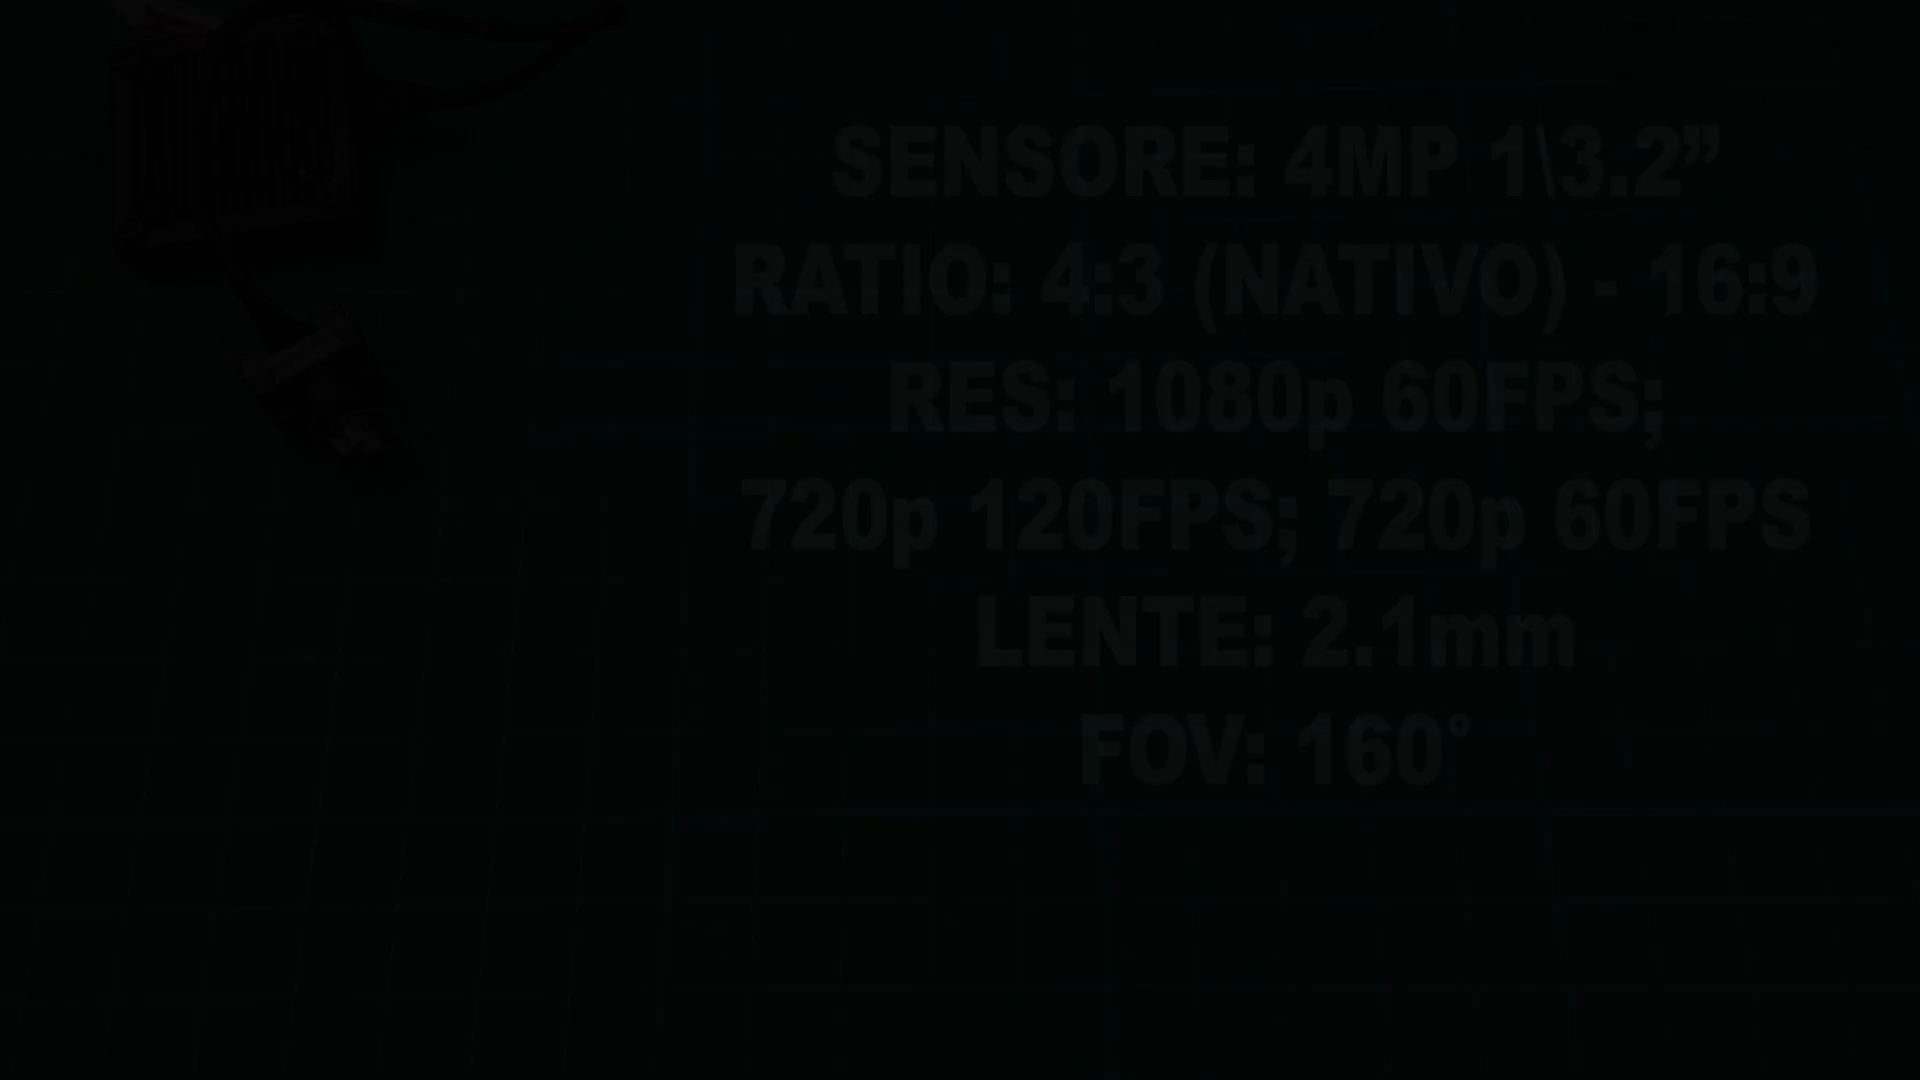 SENSORE: 4MP 1\3.2”
RATIO: 4:3 (NATIVO) - 16:9
RES: 1080p 60FPS;
720p 120FPS; 720p 60FPS
LENTE: 2.1mm
FOV: 160°